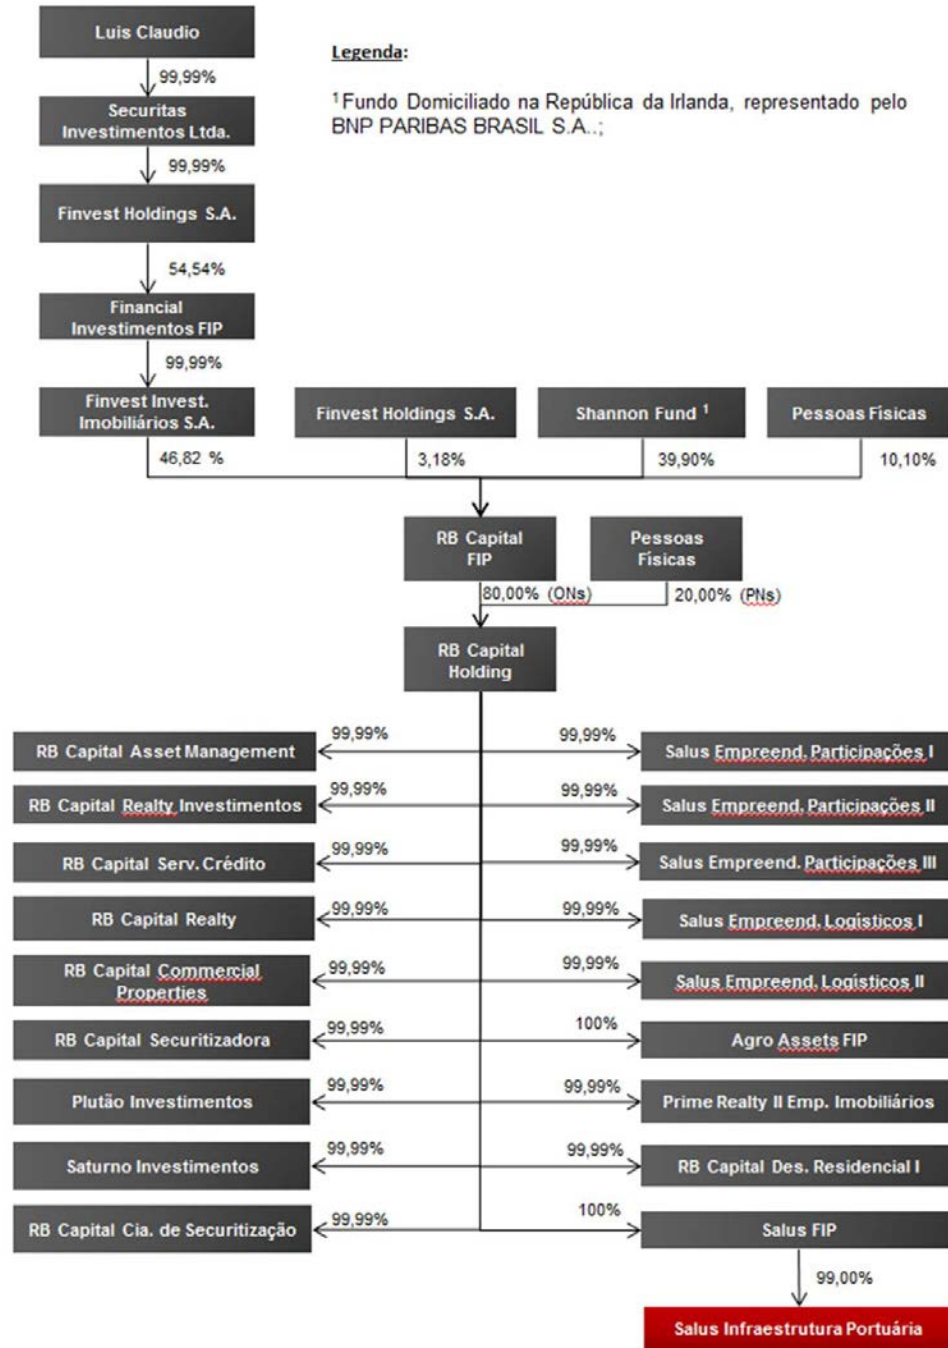 Luis Claudio
Legenda:
99,99%
¹ Fundo Domiciliado na República da Irlanda, representado pelo
BNP PARIBAS BRASIL S.A..;
Securitas
Investimentos Ltda.
99,99%
Finvest Holdings S.A.
54,54%
Financial
Investimentos FIP
99,99%
Finvest Invest.
Imobiliários S.A.
Finvest Holdings S.A.
Shannon Fund ¹
Pessoas Físicas
46,82 %
3,18%
39,90%
10,10%
RB Capital
FIP
Pessoas
Físicas
80,00% (ONs)
20,00% (PNs)
RB Capital
Holding
99,99%
99,99%
RB Capital Asset Management
Salus Empreend. Participações I
99,99%
99,99%
RB Capital Realty Investimentos
Salus Empreend. Participações II
99,99%
99,99%
RB Capital Serv. Crédito
Salus Empreend. Participações III
99,99%
99,99%
RB Capital Realty
Salus Empreend. Logísticos I
99,99%
99,99%
RB Capital Commercial
Properties
Salus Empreend. Logísticos II
99,99%
100%
RB Capital Securitizadora
Agro Assets FIP
99,99%
99,99%
Plutão Investimentos
Prime Realty II Emp. Imobiliários
99,99%
99,99%
Saturno Investimentos
RB Capital Des. Residencial I
99,99%
100%
RB Capital Cia. de Securitização
Salus FIP
99,00%
Salus Infraestrutura Portuária